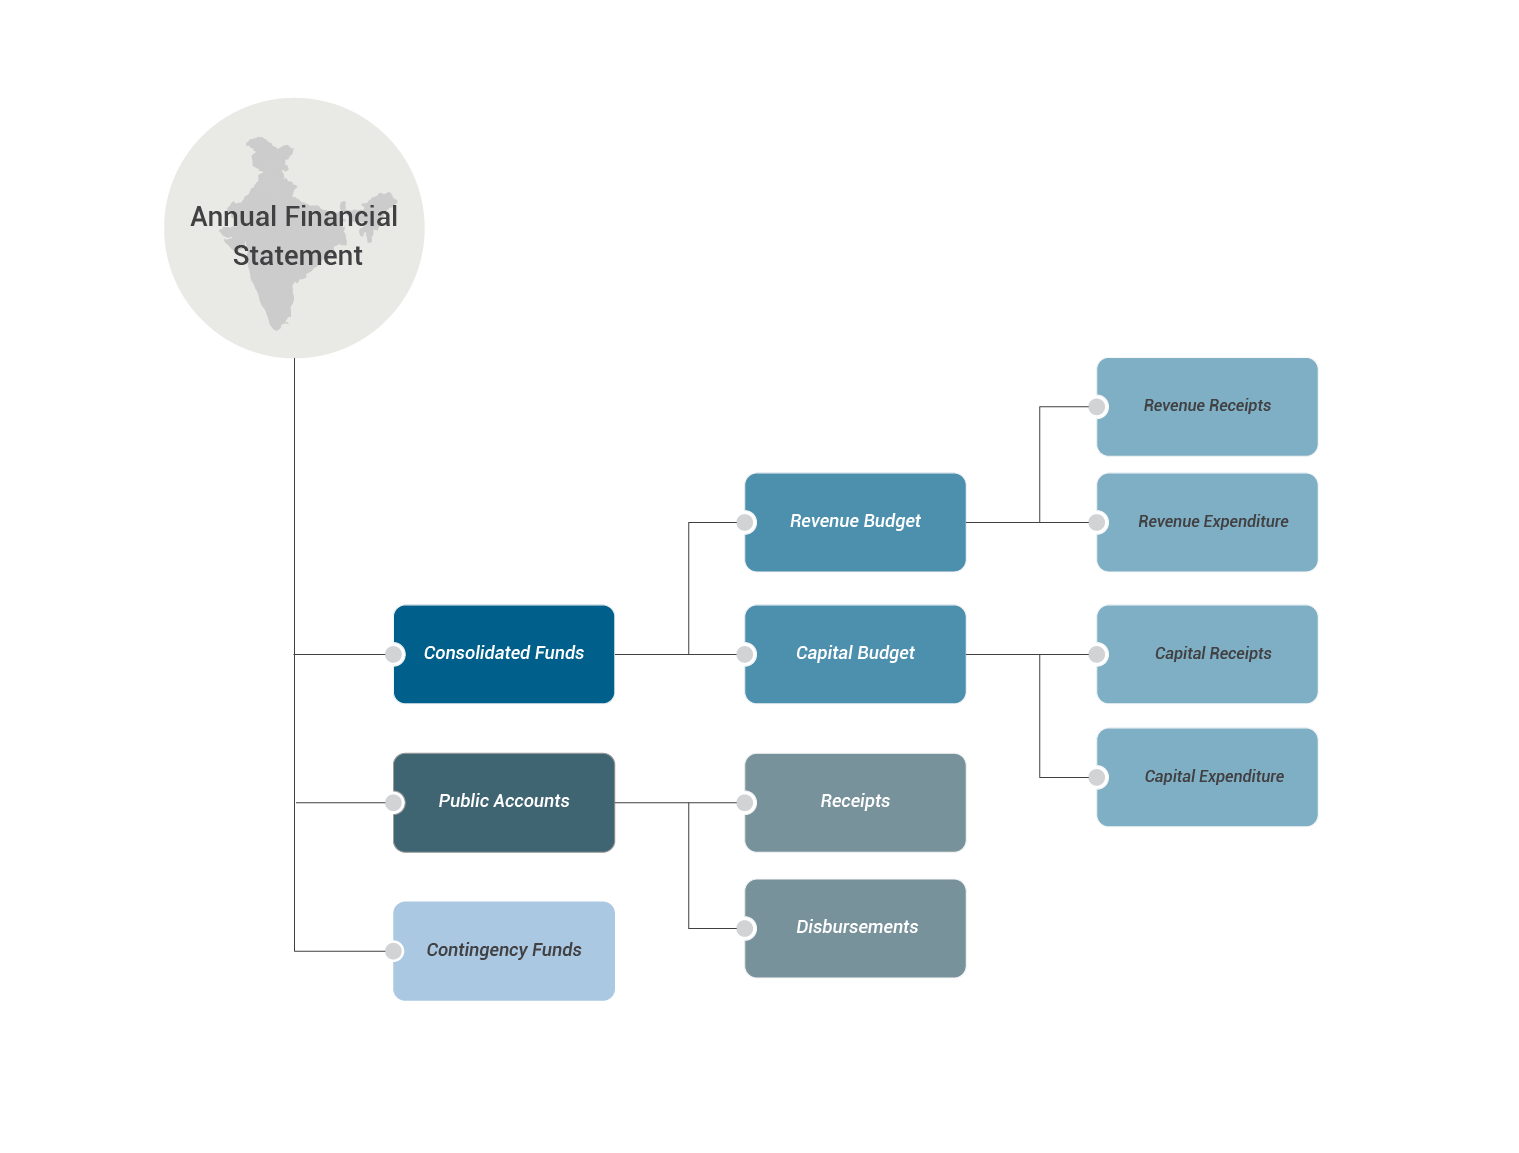 Annual Financial
Statement
Revenue Receipts
Revenue Budget
Revenue Expenditure
Consolidated Funds
Capital Budget
Capital Receipts
Capital Expenditure
Public Accounts
Receipts
Disbursements
Contingency Funds